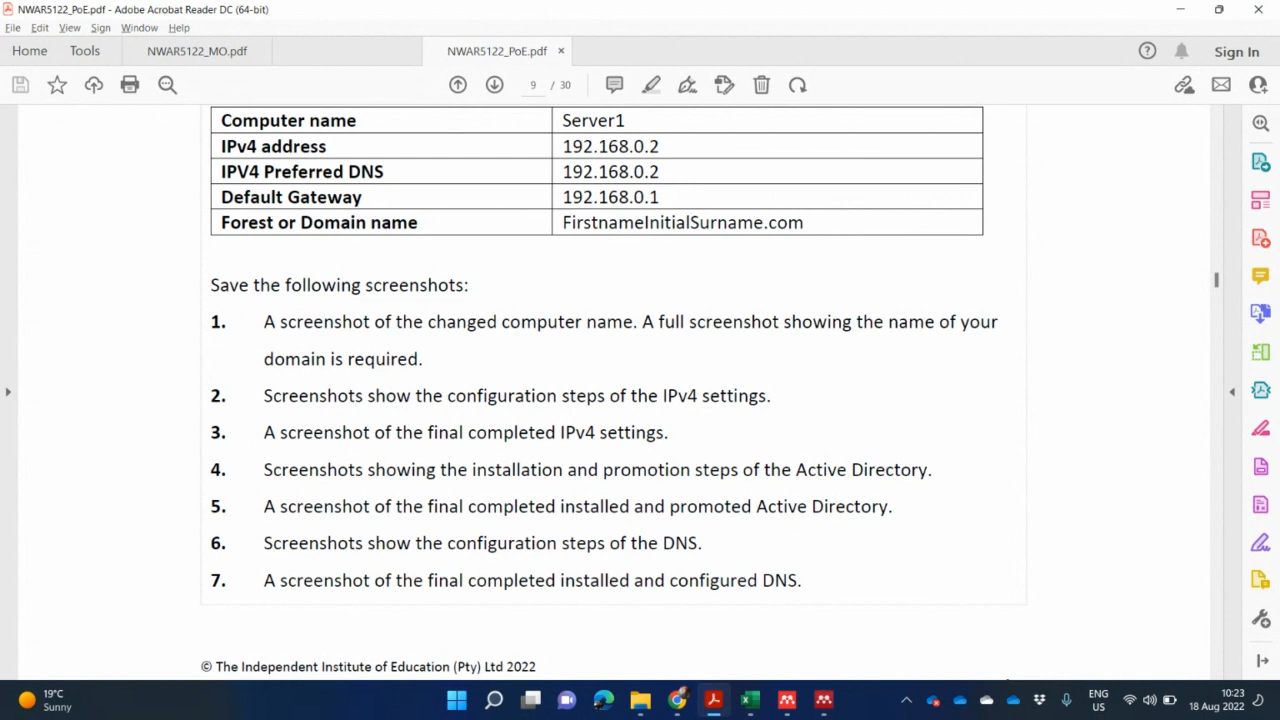 NWAR5122_PoE.pdf - Adobe Acrobat Reader DC (64-bit)
File Edit View Sign Window Help
Home Tools NWAR5122_MO.pdf NWAR5122_PoE.pdf × Sign In
9 / 30
Computer name Server1
IPv4 address 192.168.0.2
IPV4 Preferred DNS 192.168.0.2
Default Gateway 192.168.0.1
Forest or Domain name FirstnameInitialSurname.com
Save the following screenshots:
1. A screenshot of the changed computer name. A full screenshot showing the name of your
domain is required.
2. Screenshots show the configuration steps of the IPv4 settings.
3. A screenshot of the final completed IPv4 settings.
4. Screenshots showing the installation and promotion steps of the Active Directory.
5. A screenshot of the final completed installed and promoted Active Directory.
6. Screenshots show the configuration steps of the DNS.
7. A screenshot of the final completed installed and configured DNS.
© The Independent Institute of Education (Pty) Ltd 2022
19°C
Sunny
ENG
US
10:23
18 Aug 2022